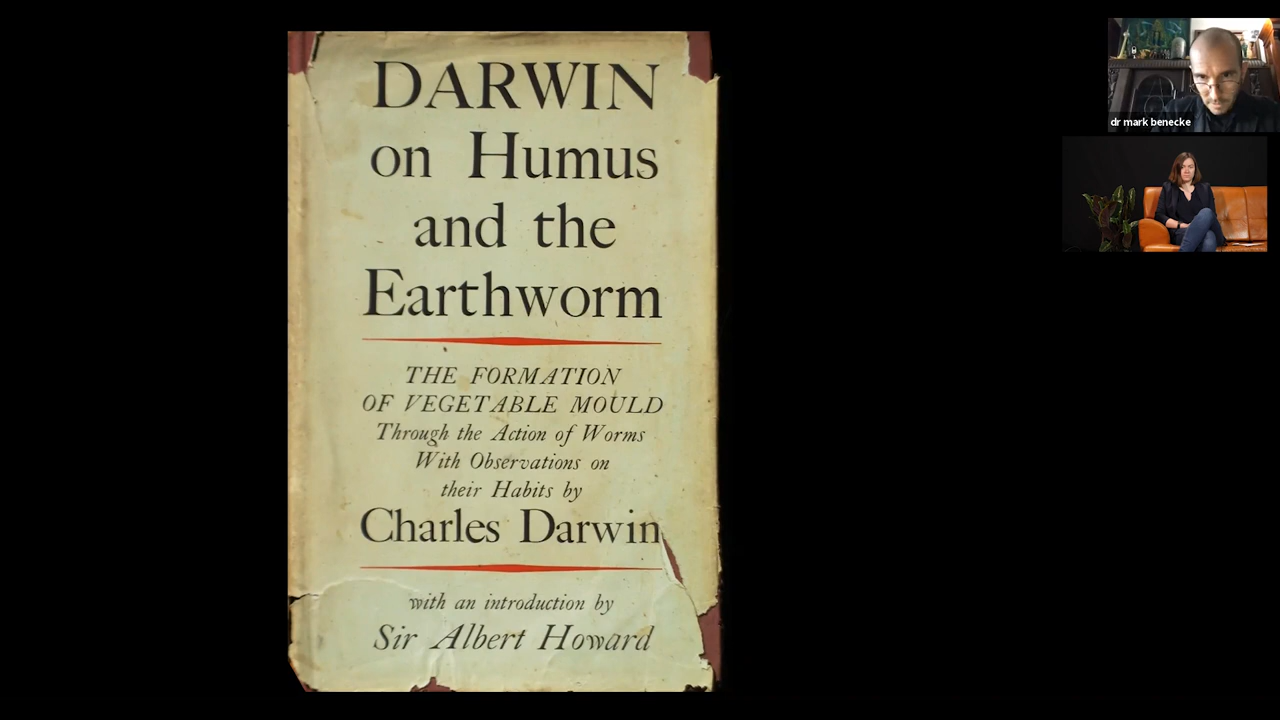 DARWIN
on Humus
and the
Earthworm
THE FORMATION
OF VEGETABLE MOULD
Through the Action of Worms
With Observations on
their Habits by
Charles Darwin
with an introduction by
Sir Albert Howard
dr mark benecke